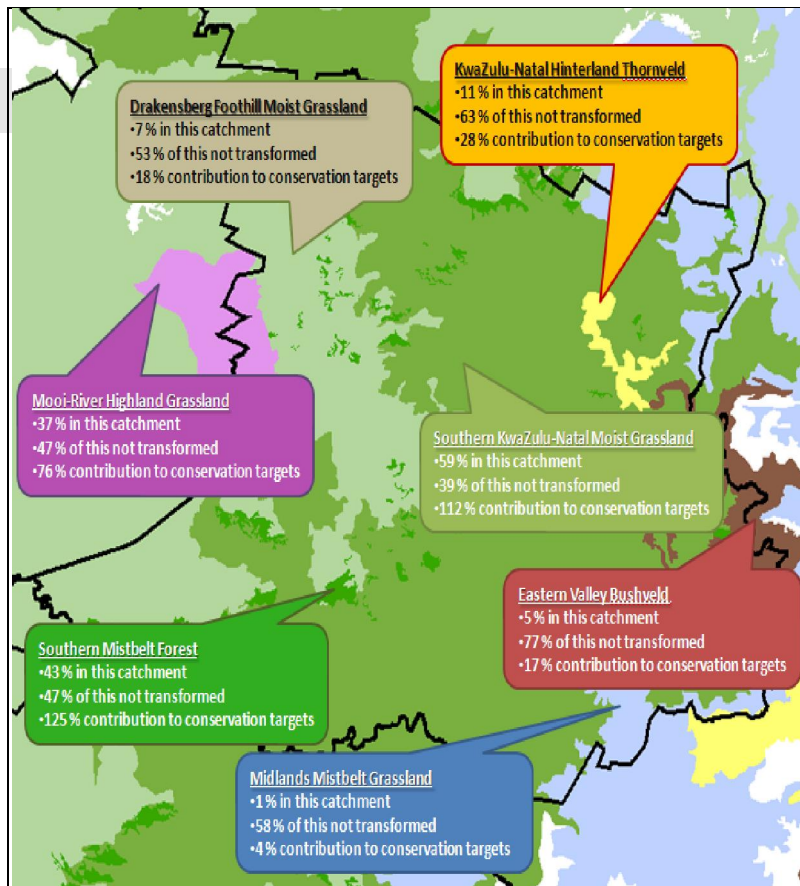 KwaZulu-Natal Hinterland Thornveld
•11 % in this catchment
•63 % of this not transformed
•28 % contribution to conservation targets
Drakensberg Foothill Moist Grassland
•7 % in this catchment
•53 % of this not transformed
•18 % contribution to conservation targets
Mooi-River Highland Grassland
•37 % in this catchment
•47 % of this not transformed
•76 % contribution to conservation targets
Southern KwaZulu-Natal Moist Grassland
•59 % in this catchment
•39 % of this not transformed
•112 % contribution to conservation targets
Eastern Valley Bushveld
•5 % in this catchment
•77 % of this not transformed
•17 % contribution to conservation targets
Southern Mistbelt Forest
•43 % in this catchment
•47 % of this not transformed
•125 % contribution to conservation targets
Midlands Mistbelt Grassland
•1 % in this catchment
•58 % of this not transformed
•4 % contribution to conservation targets